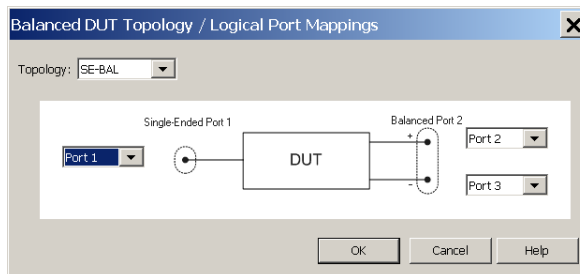 Balanced DUT Topology / Logical Port Mappings
Topology: SE-BAL
Single-Ended Port 1
Balanced Port 2
Port 1
DUT
+
-
Port 2
Port 3
OK
Cancel
Help